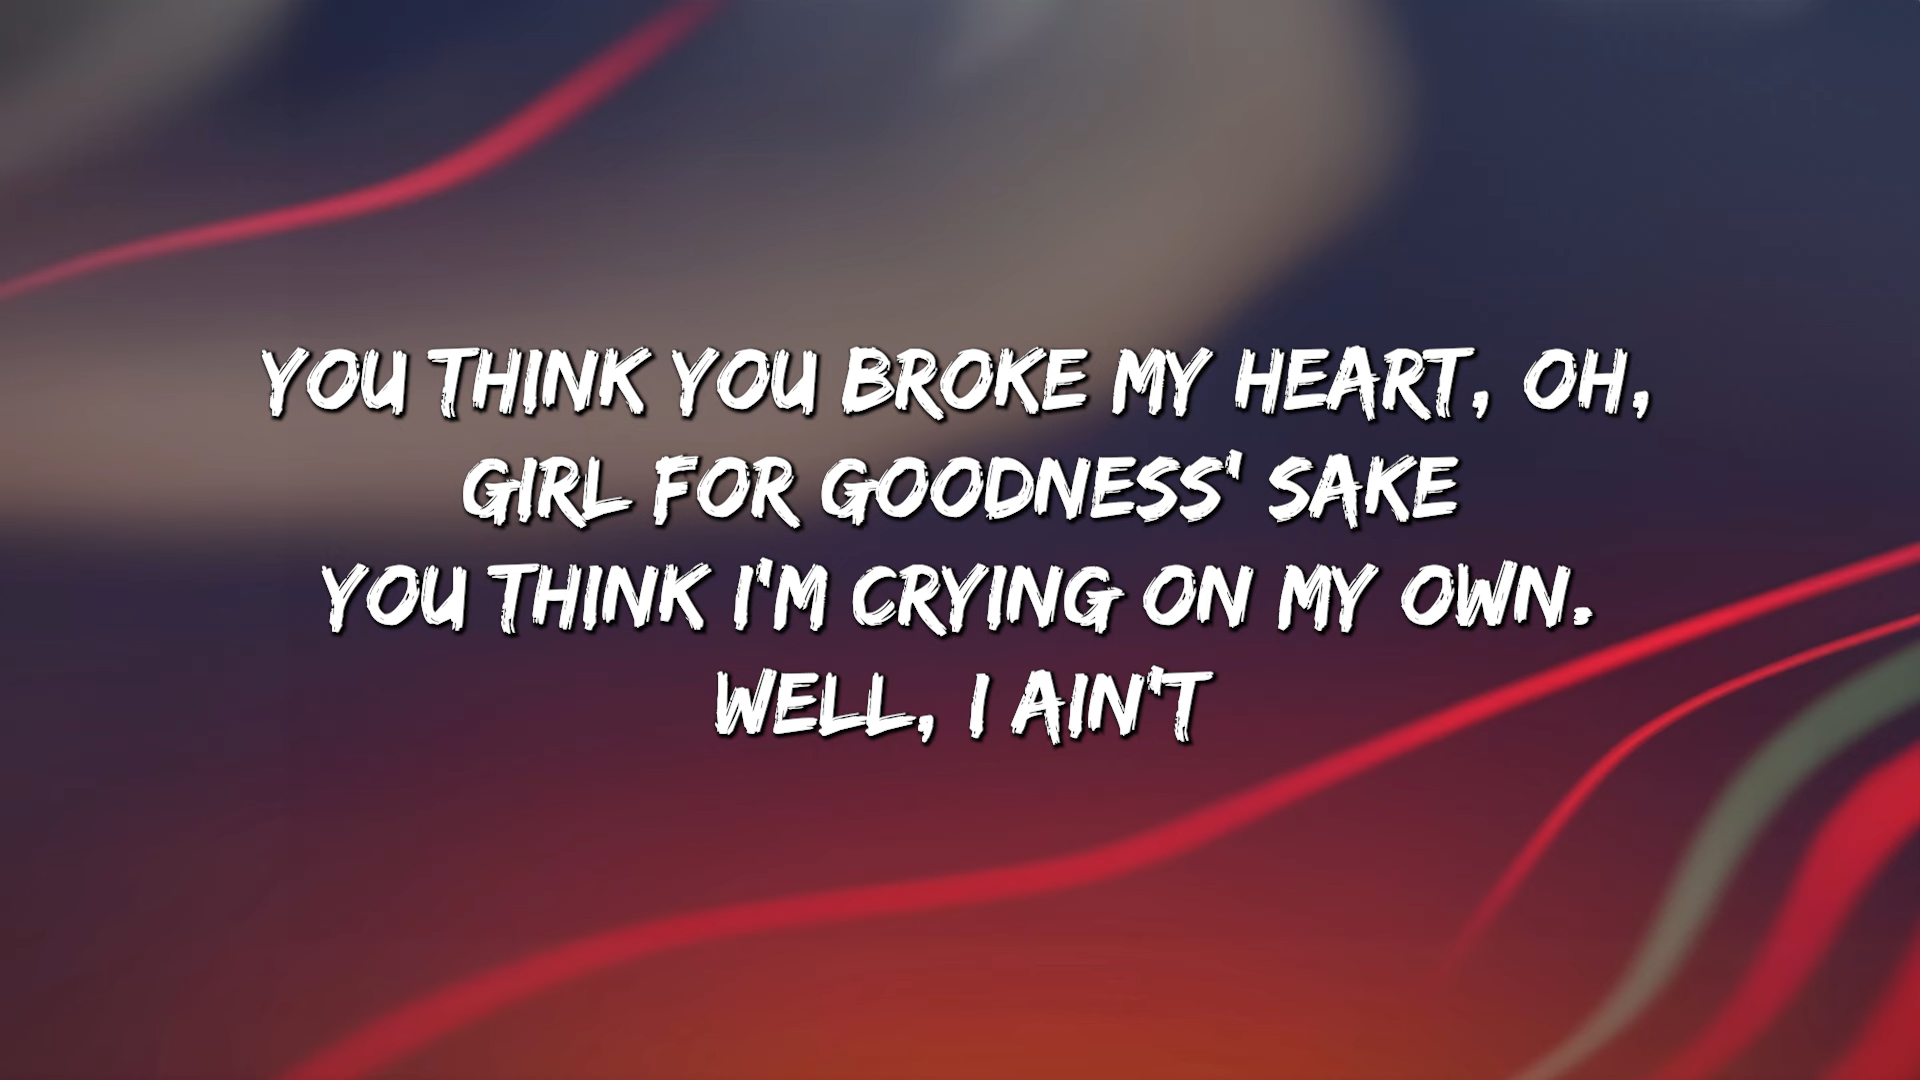 YOU THINK YOU BROKE MY HEART, OH,
GIRL FOR GOODNESS' SAKE
YOU THINK I'M CRYING ON MY OWN.
WELL, I AIN'T